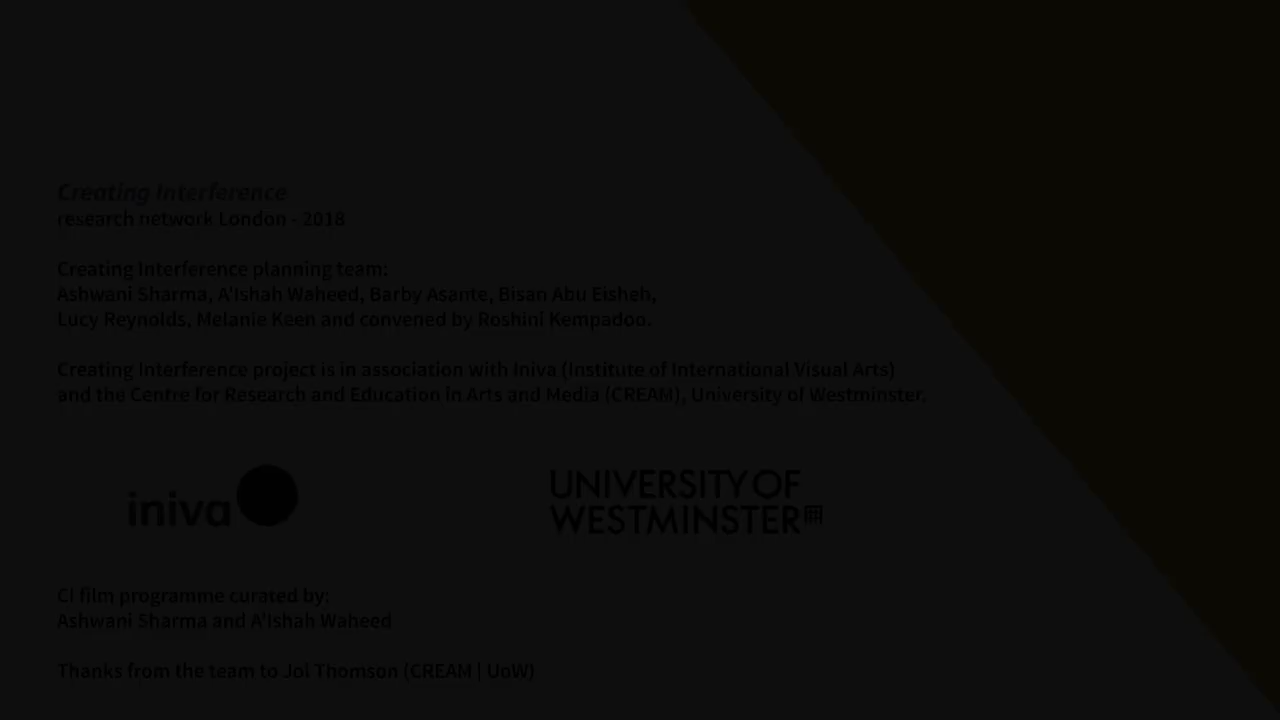 Creating Interference
research network London - 2018
Creating Interference planning team:
Ashwani Sharma, A'Ishah Waheed, Barby Asante, Bisan Abu Eisheh,
Lucy Reynolds, Melanie Keen and convened by Roshini Kempadoo.
Creating Interference project is in association with Iniva (Institute of International Visual Arts)
and the Centre for Research and Education in Arts and Media (CREAM), University of Westminster.
iniva
UNIVERSITY OF
WESTMINSTER
CI film programme curated by:
Ashwani Sharma and A'Ishah Waheed
Thanks from the team to Jol Thomson (CREAM | UoW)